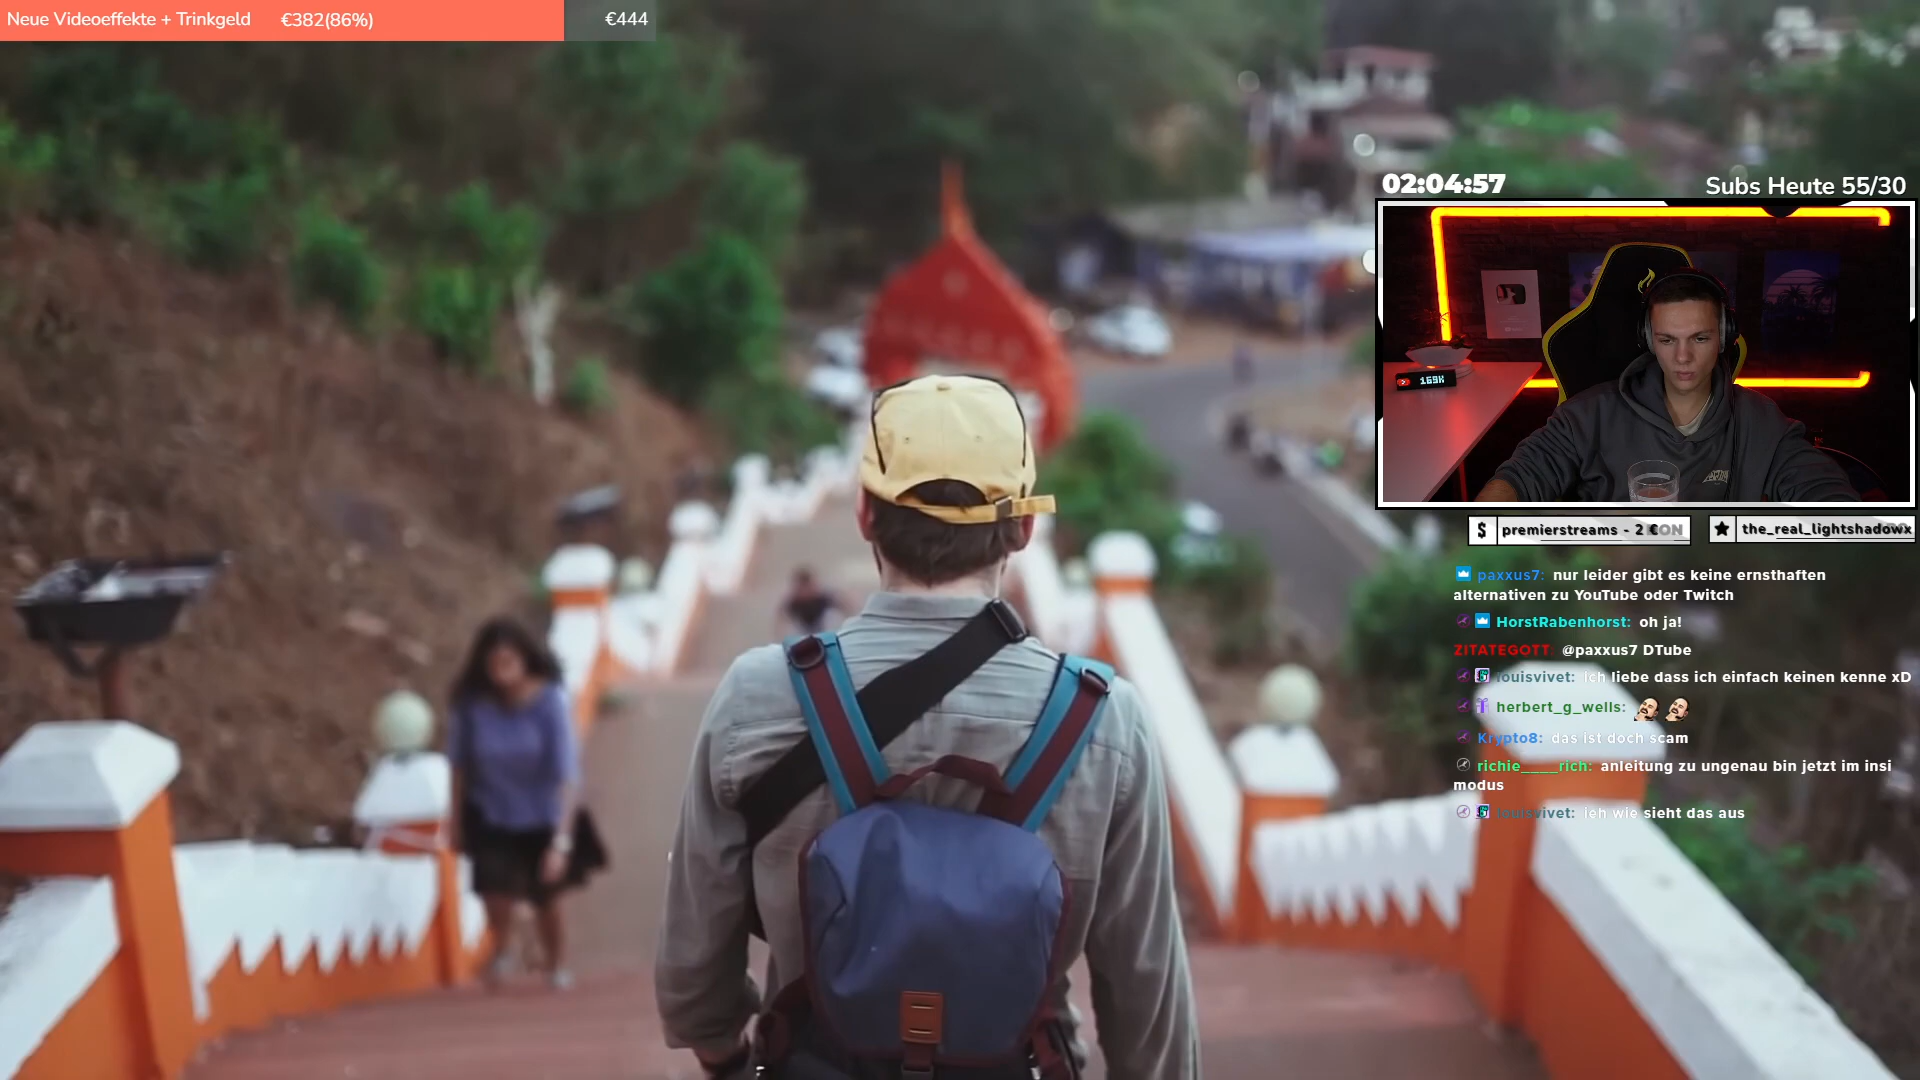 Neue Videoeffekte + Trinkgeld €382(86%) €444
02:04:57 Subs Heute 55/30
169K
premierstreams - 2 € the_real_lightshadowx
paxxus7: nur leider gibt es keine ernsthaften
alternativen zu YouTube oder Twitch
HorstRabenhorst: oh ja!
ZITATEGOTT: @paxxus7 DTube
louisvivet: ich liebe dass ich einfach keinen kenne xD
herbert_g_wells:
Krypto8: das ist doch scam
richie____rich: anleitung zu ungenau bin jetzt im insi
modus
louisvivet: leh wie sieht das aus